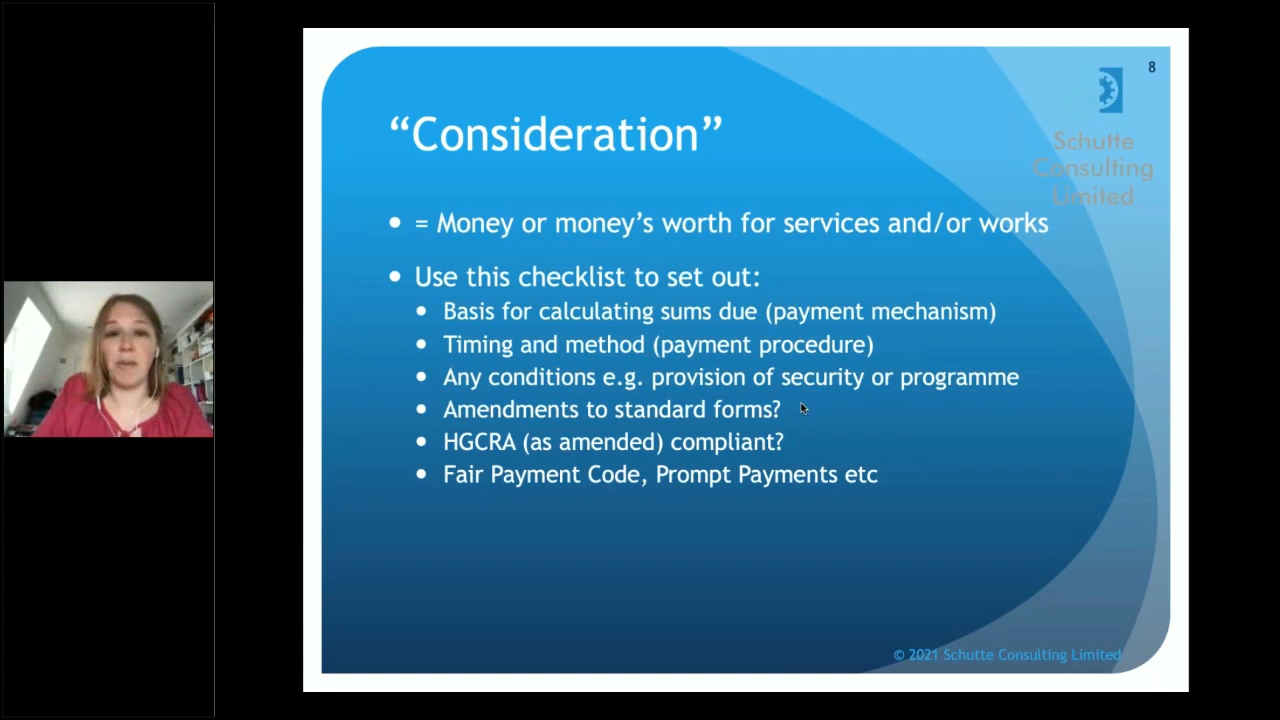 8
Schutte
Consulting
Limited
“Consideration”
• = Money or money’s worth for services and/or works
• Use this checklist to set out:
• Basis for calculating sums due (payment mechanism)
• Timing and method (payment procedure)
• Any conditions e.g. provision of security or programme
• Amendments to standard forms?
• HGCRA (as amended) compliant?
• Fair Payment Code, Prompt Payments etc
© 2021 Schutte Consulting Limited